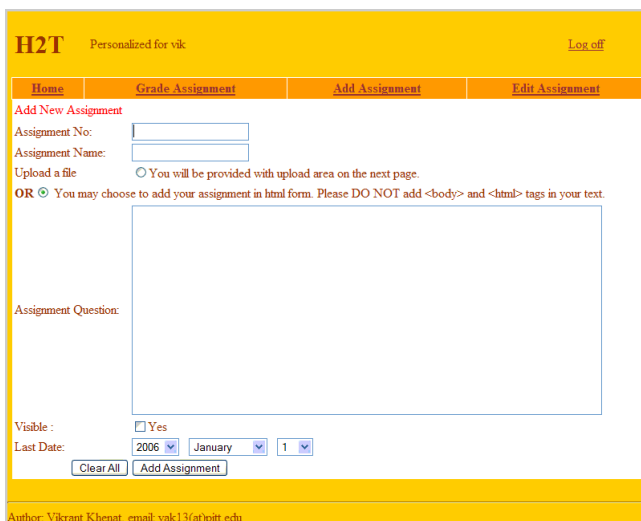 H2T Personalized for vik Log off
Home Grade Assignment Add Assignment Edit Assignment
Add New Assignment
Assignment No:
Assignment Name:
Upload a file You will be provided with upload area on the next page.
OR You may choose to add your assignment in html form. Please DO NOT add <body> and <html> tags in your text.
Assignment Question:
Visible : Yes
Last Date: 2006 January 1
Clear All Add Assignment
Author: Vikrant Khenat email: vak13(at)pitt.edu